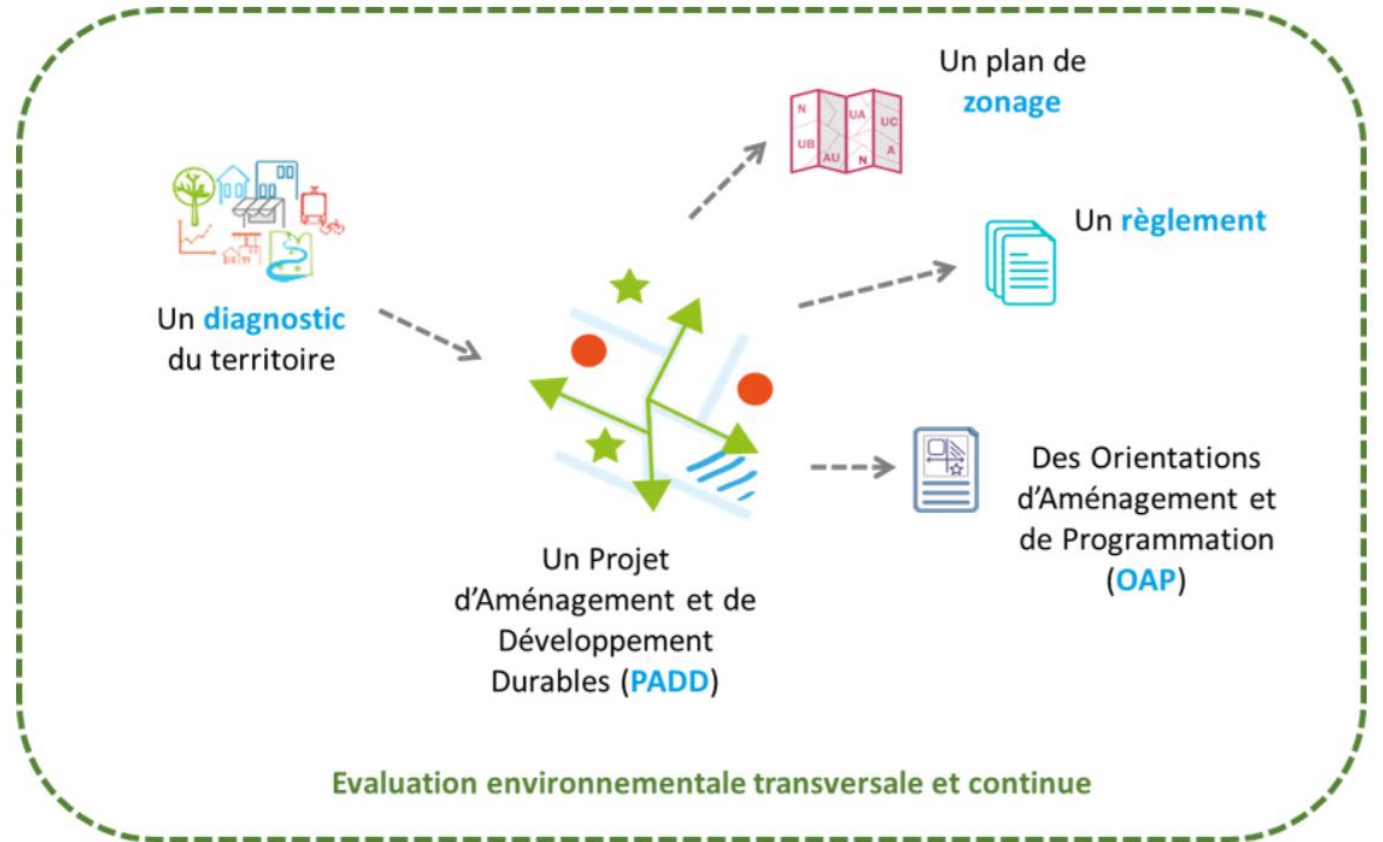 Un plan de
zonage
N
UA
UC
UB
AU
N
A
Un règlement
Un diagnostic
du territoire
Des Orientations
d'Aménagement et
de Programmation
(OAP)
Un Projet
d'Aménagement et de
Développement
Durables (PADD)
Evaluation environnementale transversale et continue